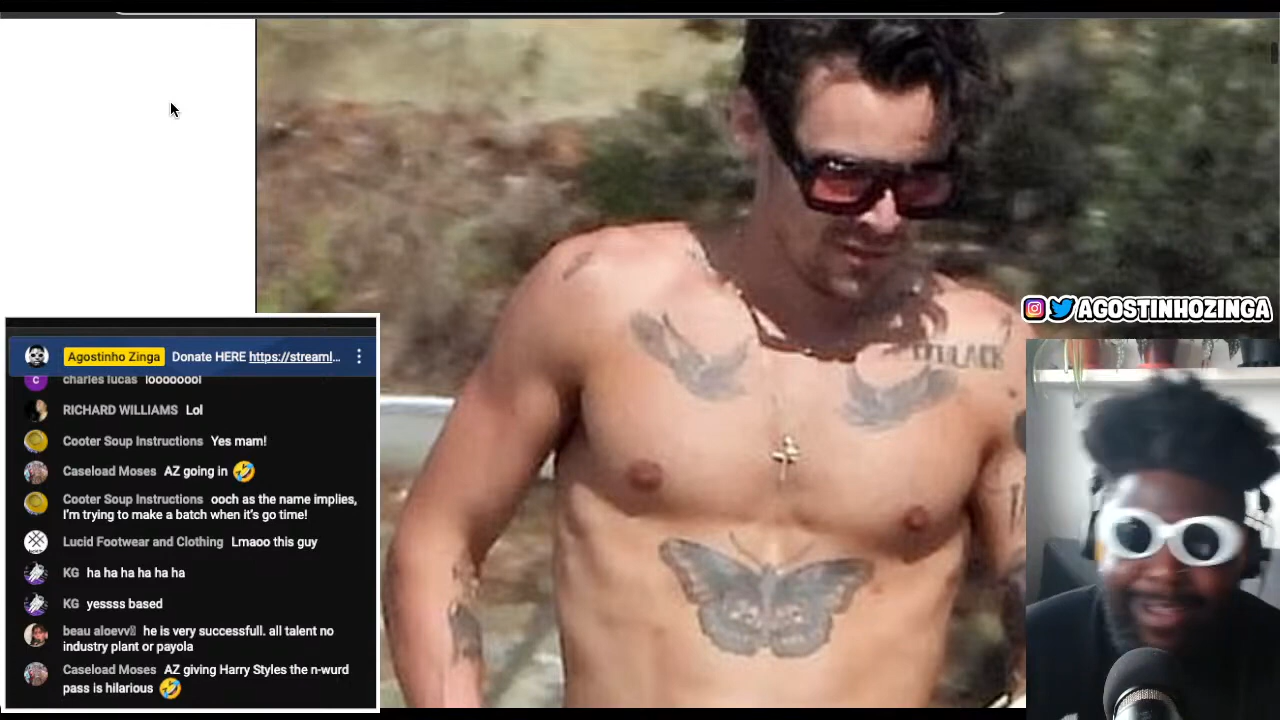 AGOSTINHOZINGA
Agostinho Zinga Donate HERE https://streaml...
C charles lucas loooooool
RICHARD WILLIAMS Lol
Cooter Soup Instructions Yes mam!
Caseload Moses AZ going in 🤣
Cooter Soup Instructions ooch as the name implies,
I'm trying to make a batch when it's go time!
Lucid Footwear and Clothing Lmaoo this guy
KG ha ha ha ha ha ha
KG yessss based
beau aloevv he is very successfull. all talent no
industry plant or payola
Caseload Moses AZ giving Harry Styles the n-wurd
pass is hilarious 🤣